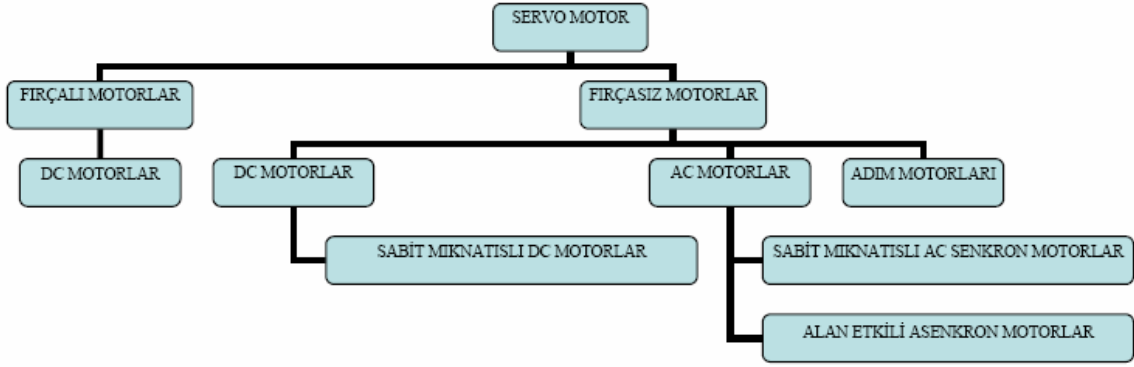 SERVO MOTOR
FIRÇALI MOTORLAR
FIRÇASIZ MOTORLAR
DC MOTORLAR
DC MOTORLAR
AC MOTORLAR
ADIM MOTORLARI
SABİT MIKNATISLI DC MOTORLAR
SABİT MIKNATISLI AC SENKRON MOTORLAR
ALAN ETKİLİ ASENKRON MOTORLAR